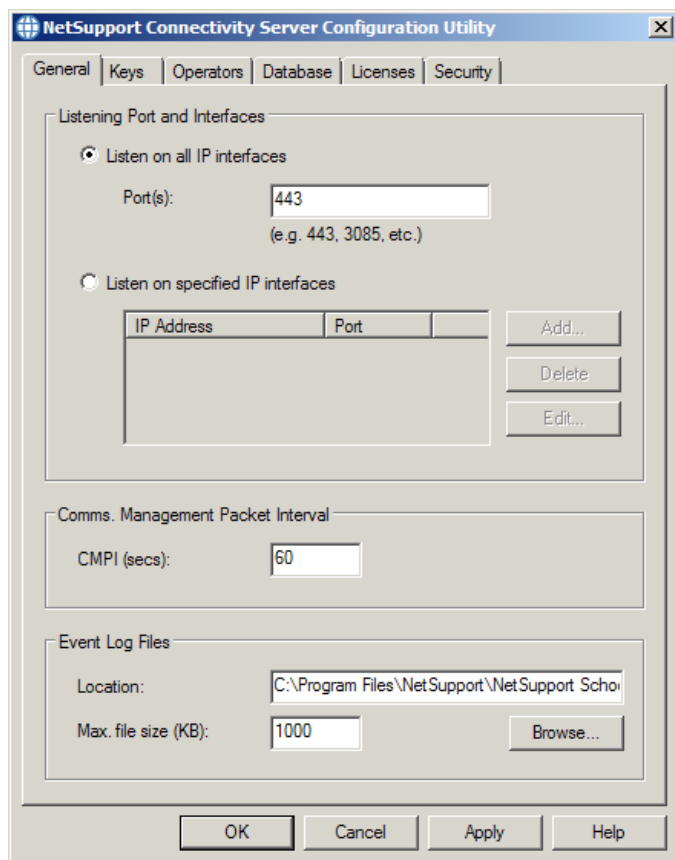 NetSupport Connectivity Server Configuration Utility
General Keys Operators Database Licenses Security
Listening Port and Interfaces
Listen on all IP interfaces
Port(s): 443
(e.g. 443, 3085, etc.)
Listen on specified IP interfaces
IP Address Port
Add...
Delete
Edit...
Comms. Management Packet Interval
CMPI (secs): 60
Event Log Files
Location: C:\Program Files\NetSupport\NetSupport Schoo
Max. file size (KB): 1000 Browse...
OK Cancel Apply Help